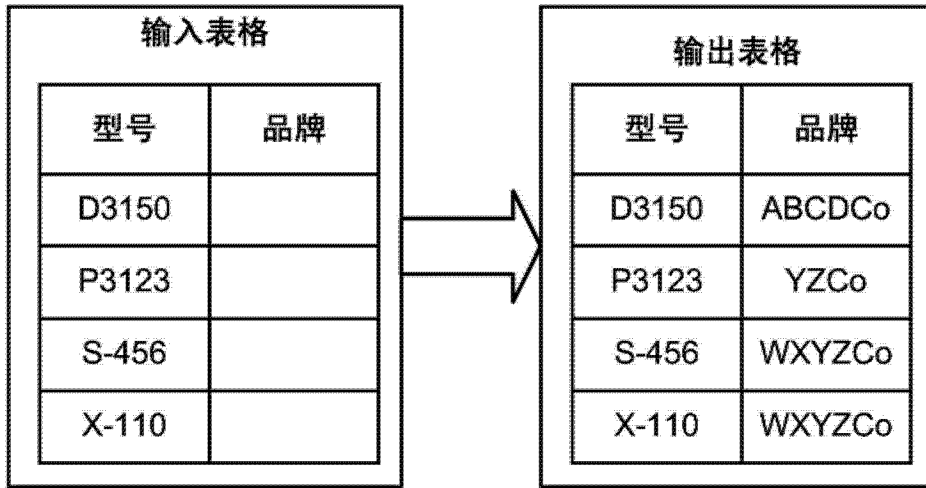 输入表格
型号 品牌
D3150
P3123
S-456
X-110
输出表格
型号 品牌
D3150 ABCDCo
P3123 YZCo
S-456 WXYZCo
X-110 WXYZCo